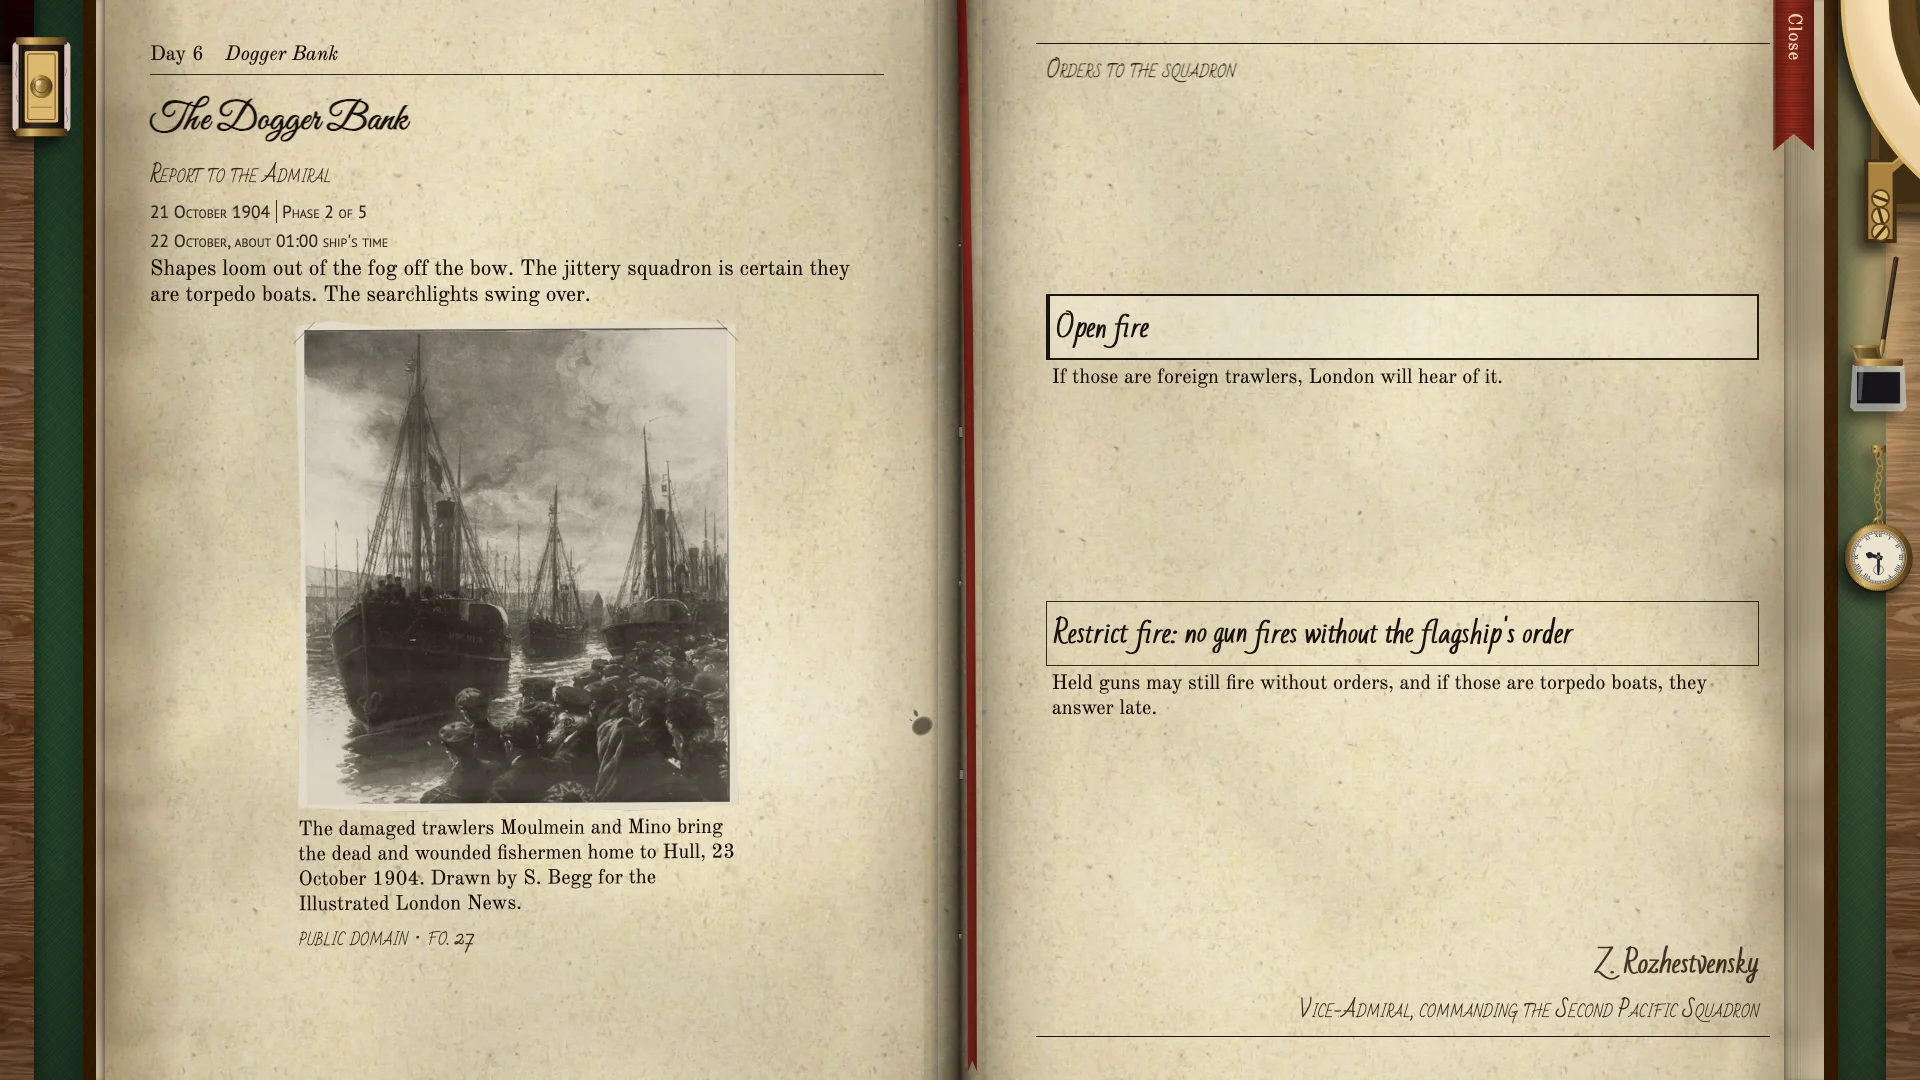 Day 6 Dogger Bank
The Dogger Bank
Report to the Admiral
21 October 1904 | Phase 2 of 5
22 October, about 01:00 ship's time
Shapes loom out of the fog off the bow. The jittery squadron is certain they
are torpedo boats. The searchlights swing over.
The damaged trawlers Moulmein and Mino bring
the dead and wounded fishermen home to Hull, 23
October 1904. Drawn by S. Begg for the
Illustrated London News.
PUBLIC DOMAIN · FO. 27
Orders to the squadron
Open fire
If those are foreign trawlers, London will hear of it.
Restrict fire: no gun fires without the flagship's order
Held guns may still fire without orders, and if those are torpedo boats, they
answer late.
Z. Rozhestvensky
Vice-Admiral, commanding the Second Pacific Squadron
Close